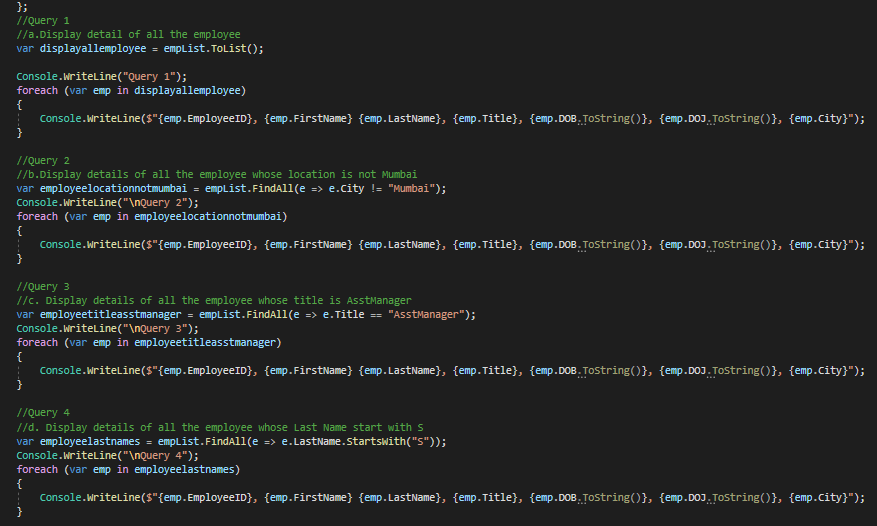 };
//Query 1
//a.Display detail of all the employee
var displayallemployee = empList.ToList();
Console.WriteLine("Query 1");
foreach (var emp in displayallemployee)
{
Console.WriteLine($"{emp.EmployeeID}, {emp.FirstName} {emp.LastName}, {emp.Title}, {emp.DOB.ToString()}, {emp.DOJ.ToString()}, {emp.City}");
}
//Query 2
//b.Display details of all the employee whose location is not Mumbai
var employeelocationnotmumbai = empList.FindAll(e => e.City != "Mumbai");
Console.WriteLine("\nQuery 2");
foreach (var emp in employeelocationnotmumbai)
{
Console.WriteLine($"{emp.EmployeeID}, {emp.FirstName} {emp.LastName}, {emp.Title}, {emp.DOB.ToString()}, {emp.DOJ.ToString()}, {emp.City}");
}
//Query 3
//c. Display details of all the employee whose title is AsstManager
var employeetitleasstmanager = empList.FindAll(e => e.Title == "AsstManager");
Console.WriteLine("\nQuery 3");
foreach (var emp in employeetitleasstmanager)
{
Console.WriteLine($"{emp.EmployeeID}, {emp.FirstName} {emp.LastName}, {emp.Title}, {emp.DOB.ToString()}, {emp.DOJ.ToString()}, {emp.City}");
}
//Query 4
//d. Display details of all the employee whose Last Name start with S
var employeelastnames = empList.FindAll(e => e.LastName.StartsWith("S"));
Console.WriteLine("\nQuery 4");
foreach (var emp in employeelastnames)
{
Console.WriteLine($"{emp.EmployeeID}, {emp.FirstName} {emp.LastName}, {emp.Title}, {emp.DOB.ToString()}, {emp.DOJ.ToString()}, {emp.City}");
}